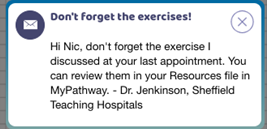 Don't forget the exercises!
Hi Nic, don't forget the exercise I
discussed at your last appointment. You
can review them in your Resources file in
MyPathway. - Dr. Jenkinson, Sheffield
Teaching Hospitals